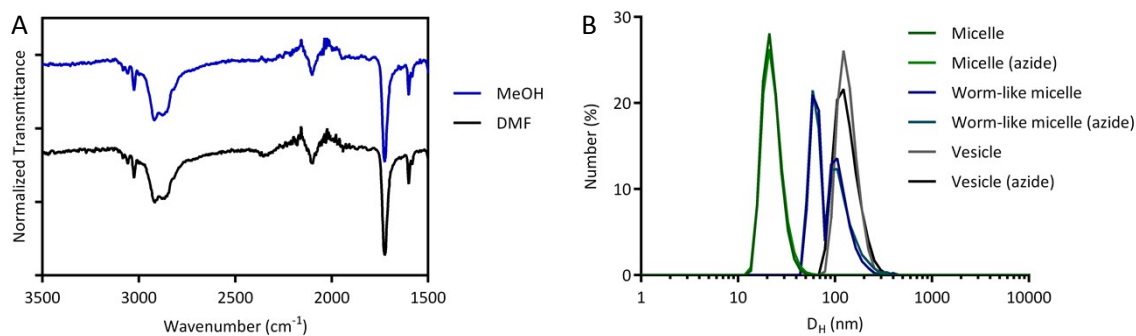 A
Normalized Transmittance
MeOH
DMF
3500
3000
2500
2000
1500
Wavenumber (cm-1)
B
Number (%)
30
20
10
0
1
10
100
1000
10000
DH (nm)
Micelle
Micelle (azide)
Worm-like micelle
Worm-like micelle (azide)
Vesicle
Vesicle (azide)